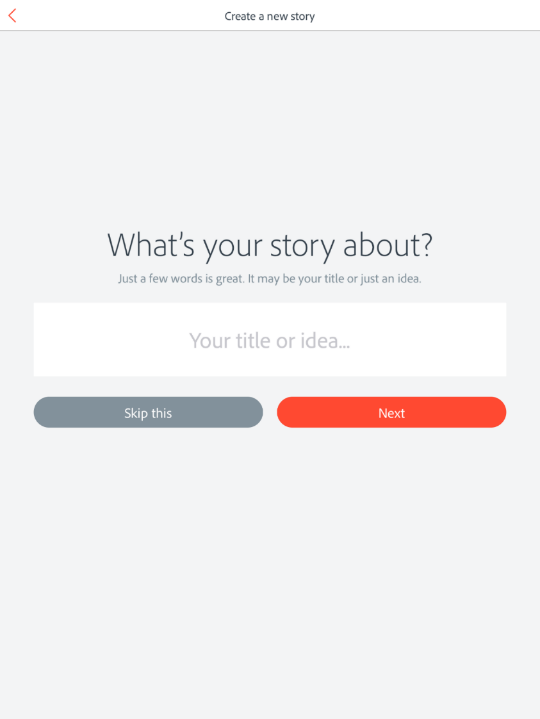 Create a new story
What's your story about?
Just a few words is great. It may be your title or just an idea.
Your title or idea...
Skip this
Next